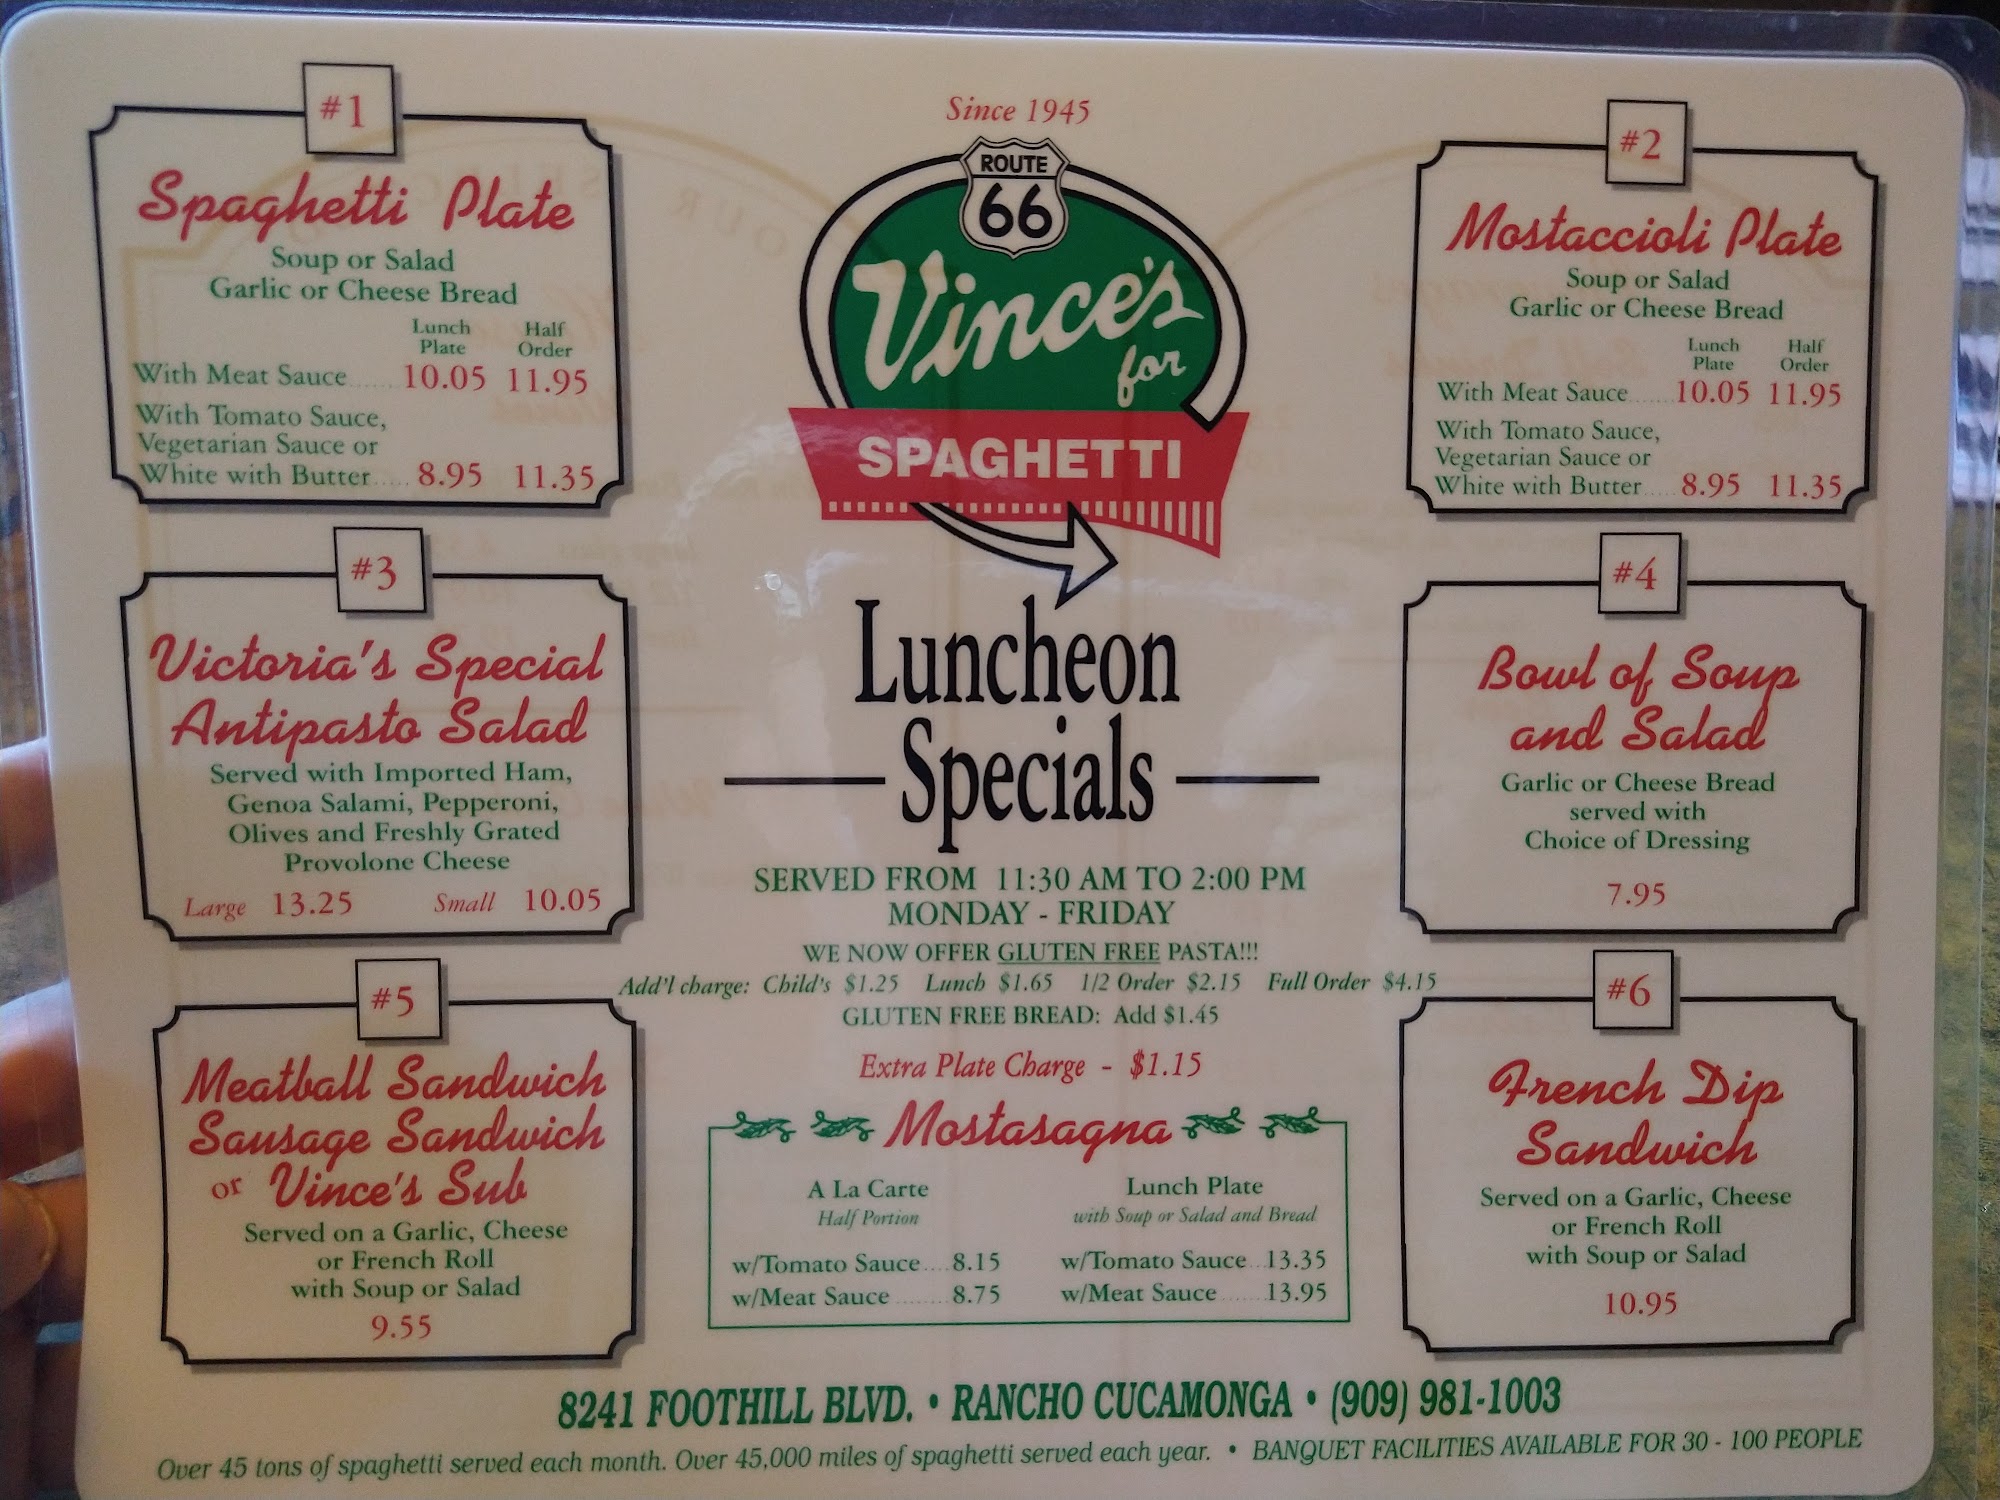 Since 1945
ROUTE
66
Vince's
for
SPAGHETTI
Luncheon
Specials
SERVED FROM 11:30 AM TO 2:00 PM
MONDAY - FRIDAY
WE NOW OFFER GLUTEN FREE PASTA!!!
Add'l charge: Child's $1.25 Lunch $1.65 1/2 Order $2.15 Full Order $4.15
GLUTEN FREE BREAD: Add $1.45
Extra Plate Charge - $1.15
#1
Spaghetti Plate
Soup or Salad
Garlic or Cheese Bread
Lunch Half
Plate Order
With Meat Sauce ...... 10.05 11.95
With Tomato Sauce,
Vegetarian Sauce or
White with Butter ..... 8.95 11.35
#2
Mostaccioli Plate
Soup or Salad
Garlic or Cheese Bread
Lunch Half
Plate Order
With Meat Sauce ...... 10.05 11.95
With Tomato Sauce,
Vegetarian Sauce or
White with Butter ..... 8.95 11.35
#3
Victoria's Special
Antipasto Salad
Served with Imported Ham,
Genoa Salami, Pepperoni,
Olives and Freshly Grated
Provolone Cheese
Large 13.25 Small 10.05
#4
Bowl of Soup
and Salad
Garlic or Cheese Bread
served with
Choice of Dressing
7.95
#5
Meatball Sandwich
Sausage Sandwich
or Vince's Sub
Served on a Garlic, Cheese
or French Roll
with Soup or Salad
9.55
#6
French Dip
Sandwich
Served on a Garlic, Cheese
or French Roll
with Soup or Salad
10.95
Mostasagna
A La Carte
Half Portion
w/Tomato Sauce .... 8.15
w/Meat Sauce ........ 8.75
Lunch Plate
with Soup or Salad and Bread
w/Tomato Sauce .. 13.35
w/Meat Sauce ...... 13.95
8241 FOOTHILL BLVD. • RANCHO CUCAMONGA • (909) 981-1003
Over 45 tons of spaghetti served each month. Over 45,000 miles of spaghetti served each year. • BANQUET FACILITIES AVAILABLE FOR 30 - 100 PEOPLE